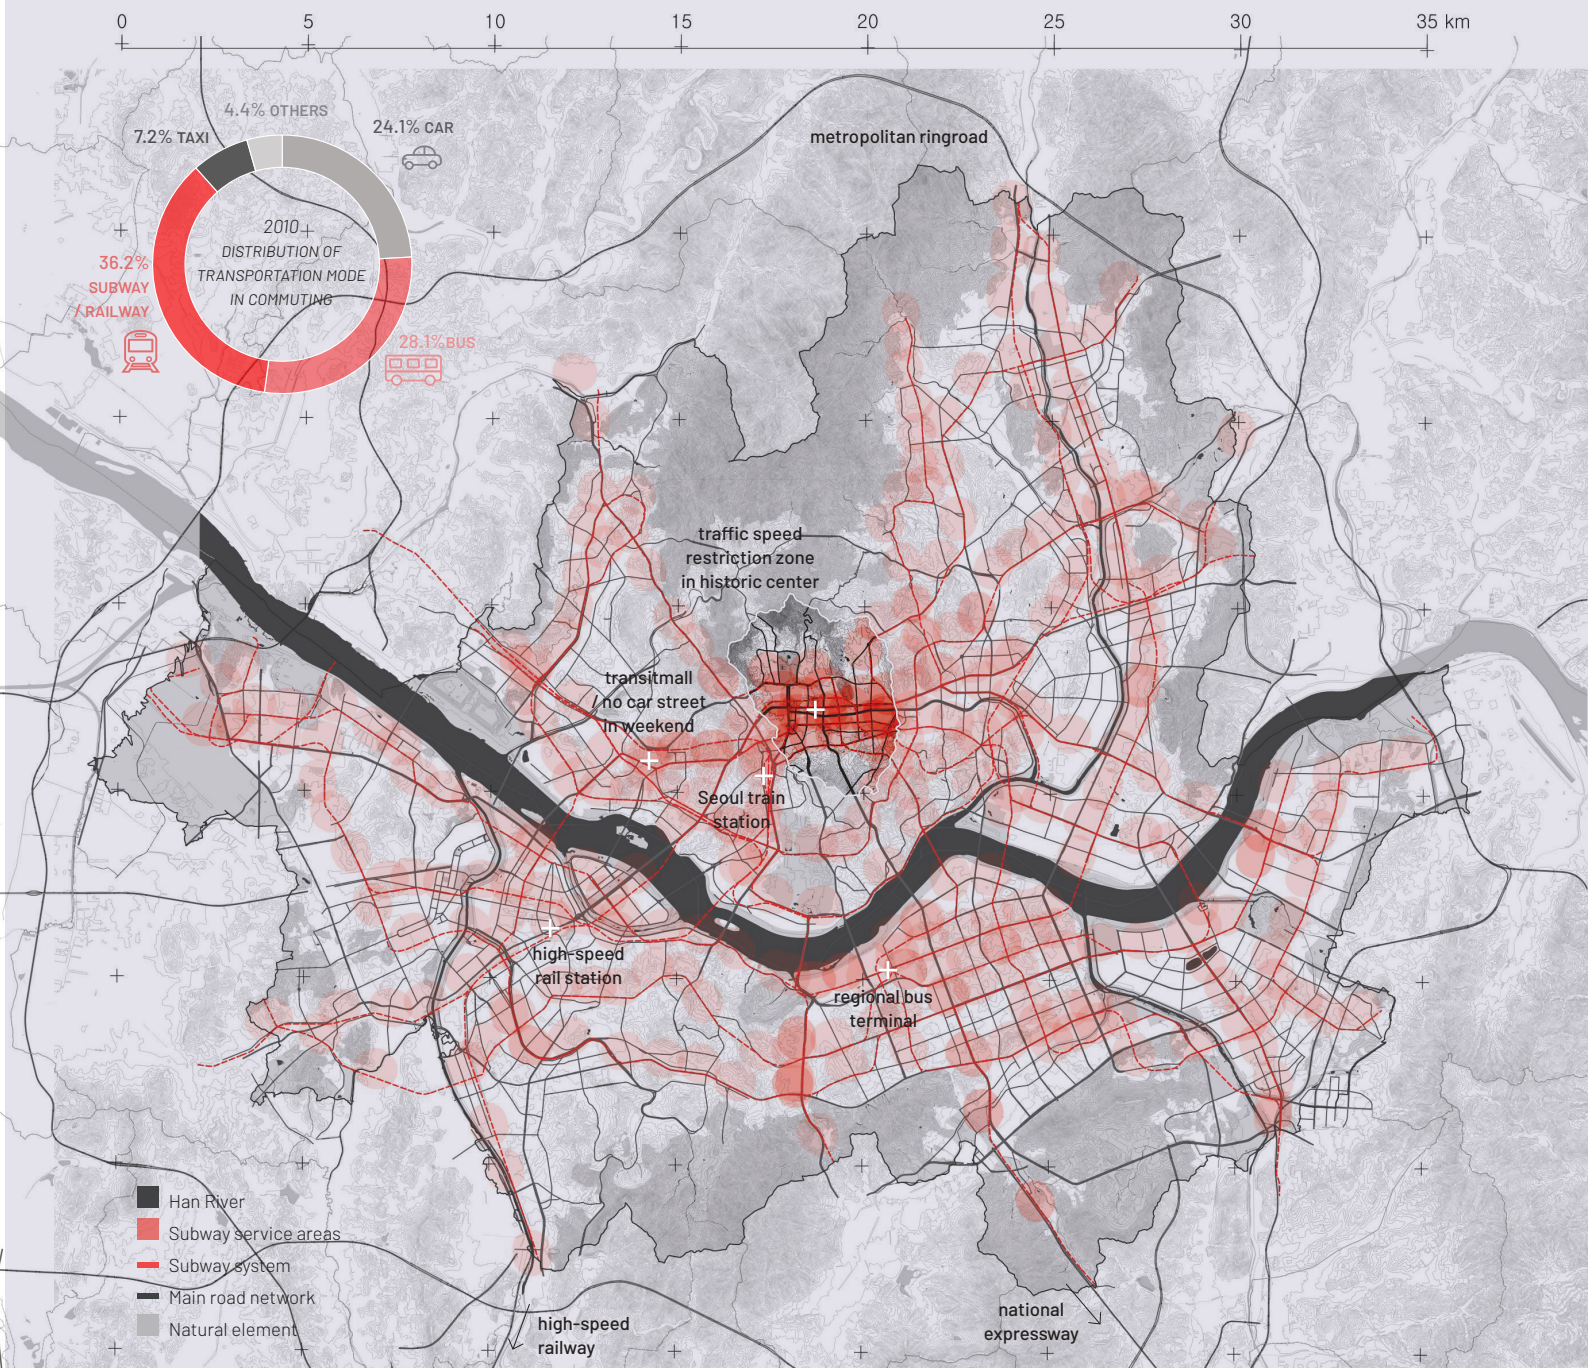 0 5 10 15 20 25 30 35 km
metropolitan ringroad
4.4% OTHERS
7.2% TAXI
24.1% CAR
2010
DISTRIBUTION OF
TRANSPORTATION MODE
IN COMMUTING
36.2%
SUBWAY
/ RAILWAY
28.1% BUS
traffic speed
restriction zone
in historic center
transitmall
/ no car street
in weekend
Seoul train
station
high-speed
rail station
regional bus
terminal
Han River
Subway service areas
Subway system
Main road network
Natural element
high-speed
railway
national
expressway